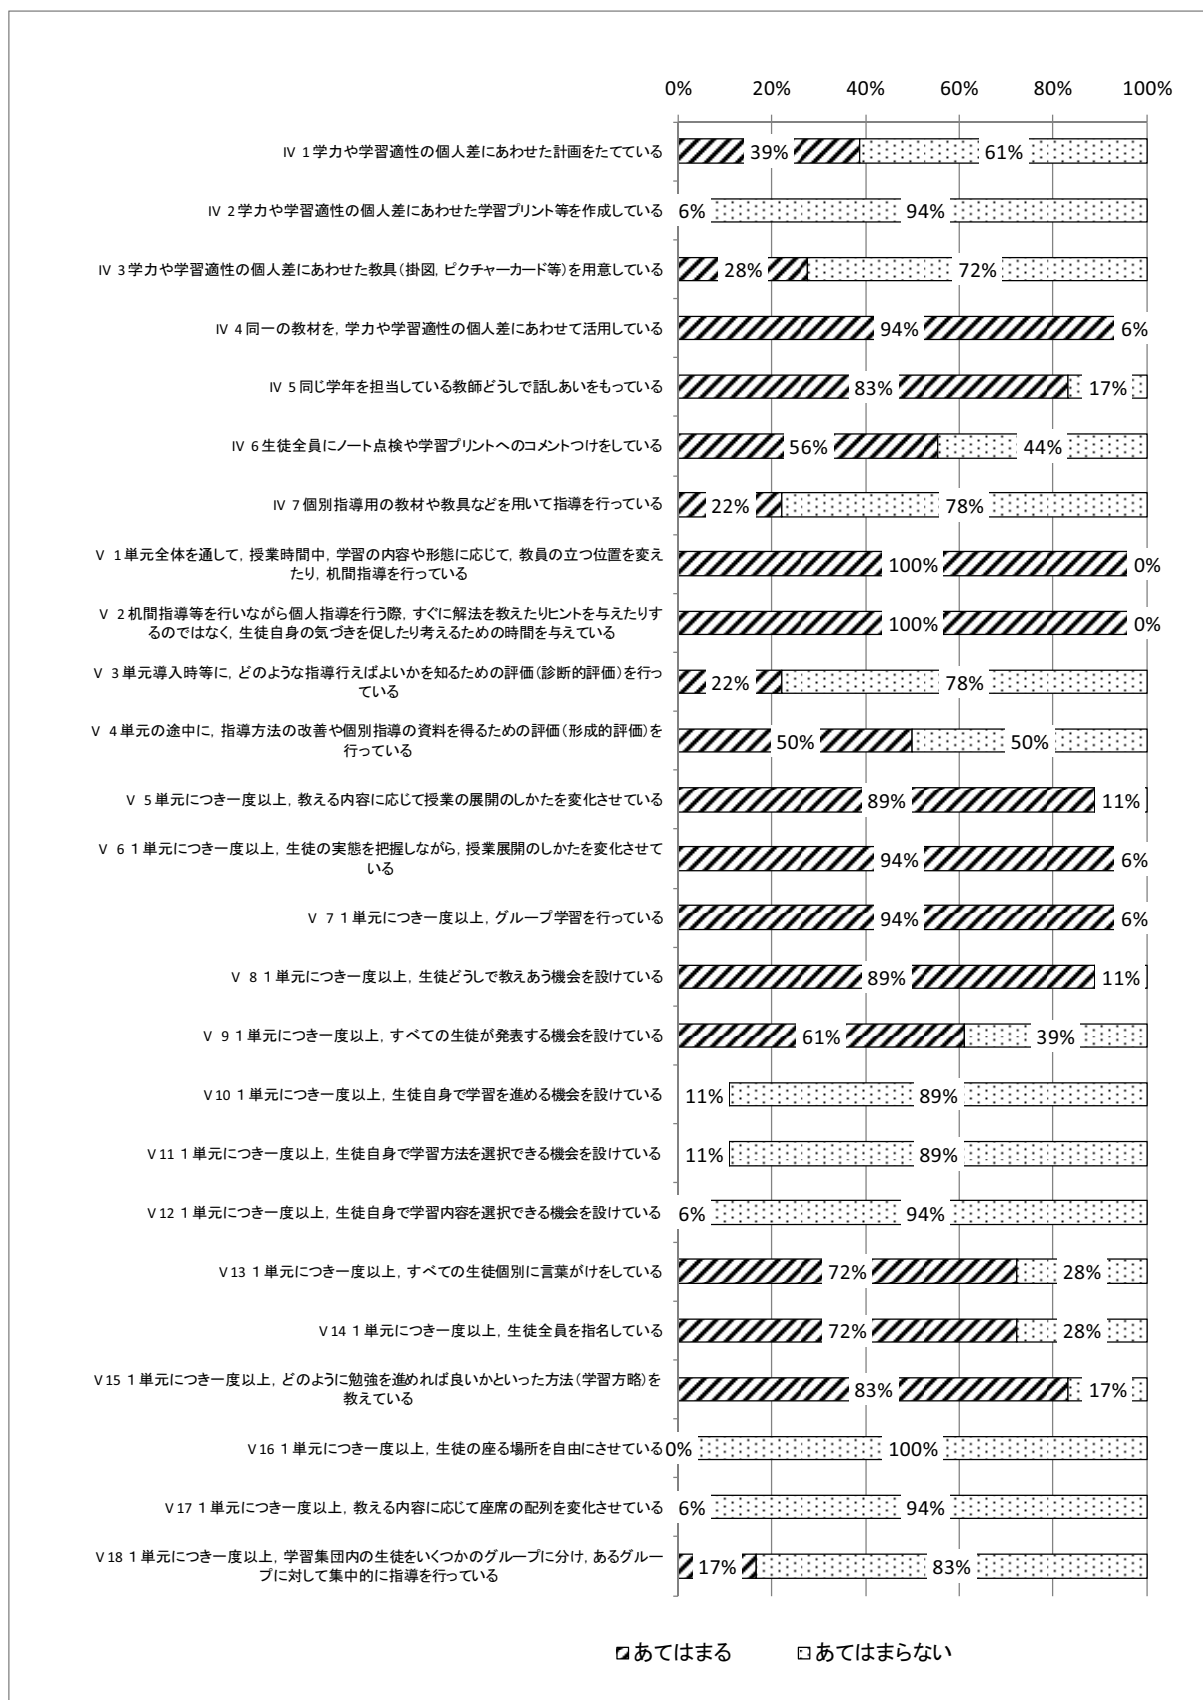 0% 20% 40% 60% 80% 100%
Ⅳ 1学力や学習適性の個人差にあわせた計画をたてている 39% 61%
Ⅳ 2学力や学習適性の個人差にあわせた学習プリント等を作成している 6% 94%
Ⅳ 3学力や学習適性の個人差にあわせた教具(掛図, ピクチャーカード等)を用意している 28% 72%
Ⅳ 4同一の教材を, 学力や学習適性の個人差にあわせて活用している 94% 6%
Ⅳ 5同じ学年を担当している教師どうしで話しあいをもっている 83% 17%
Ⅳ 6生徒全員にノート点検や学習プリントへのコメントつけをしている 56% 44%
Ⅳ 7個別指導用の教材や教具などを用いて指導を行っている 22% 78%
Ⅴ 1単元全体を通して, 授業時間中, 学習の内容や形態に応じて, 教員の立つ位置を変え
たり, 机間指導を行っている 100% 0%
Ⅴ 2机間指導等を行いながら個人指導を行う際, すぐに解法を教えたりヒントを与えたりす
るのではなく, 生徒自身の気づきを促したり考えるための時間を与えている 100% 0%
Ⅴ 3単元導入時等に, どのような指導行えばよいかを知るための評価(診断的評価)を行っ
ている 22% 78%
Ⅴ 4単元の途中に, 指導方法の改善や個別指導の資料を得るための評価(形成的評価)を
行っている 50% 50%
Ⅴ 5単元につき一度以上, 教える内容に応じて授業の展開のしかたを変化させている 89% 11%
Ⅴ 6 1単元につき一度以上, 生徒の実態を把握しながら, 授業展開のしかたを変化させて
いる 94% 6%
Ⅴ 7 1単元につき一度以上, グループ学習を行っている 94% 6%
Ⅴ 8 1単元につき一度以上, 生徒どうしで教えあう機会を設けている 89% 11%
Ⅴ 9 1単元につき一度以上, すべての生徒が発表する機会を設けている 61% 39%
Ⅴ10 1単元につき一度以上, 生徒自身で学習を進める機会を設けている 11% 89%
Ⅴ11 1単元につき一度以上, 生徒自身で学習方法を選択できる機会を設けている 11% 89%
Ⅴ12 1単元につき一度以上, 生徒自身で学習内容を選択できる機会を設けている 6% 94%
Ⅴ13 1単元につき一度以上, すべての生徒個別に言葉がけをしている 72% 28%
Ⅴ14 1単元につき一度以上, 生徒全員を指名している 72% 28%
Ⅴ15 1単元につき一度以上, どのように勉強を進めれば良いかといった方法(学習方略)を
教えている 83% 17%
Ⅴ16 1単元につき一度以上, 生徒の座る場所を自由にさせている 0% 100%
Ⅴ17 1単元につき一度以上, 教える内容に応じて座席の配列を変化させている 6% 94%
Ⅴ18 1単元につき一度以上, 学習集団内の生徒をいくつかのグループに分け, あるグルー
プに対して集中的に指導を行っている 17% 83%
あてはまる あてはまらない